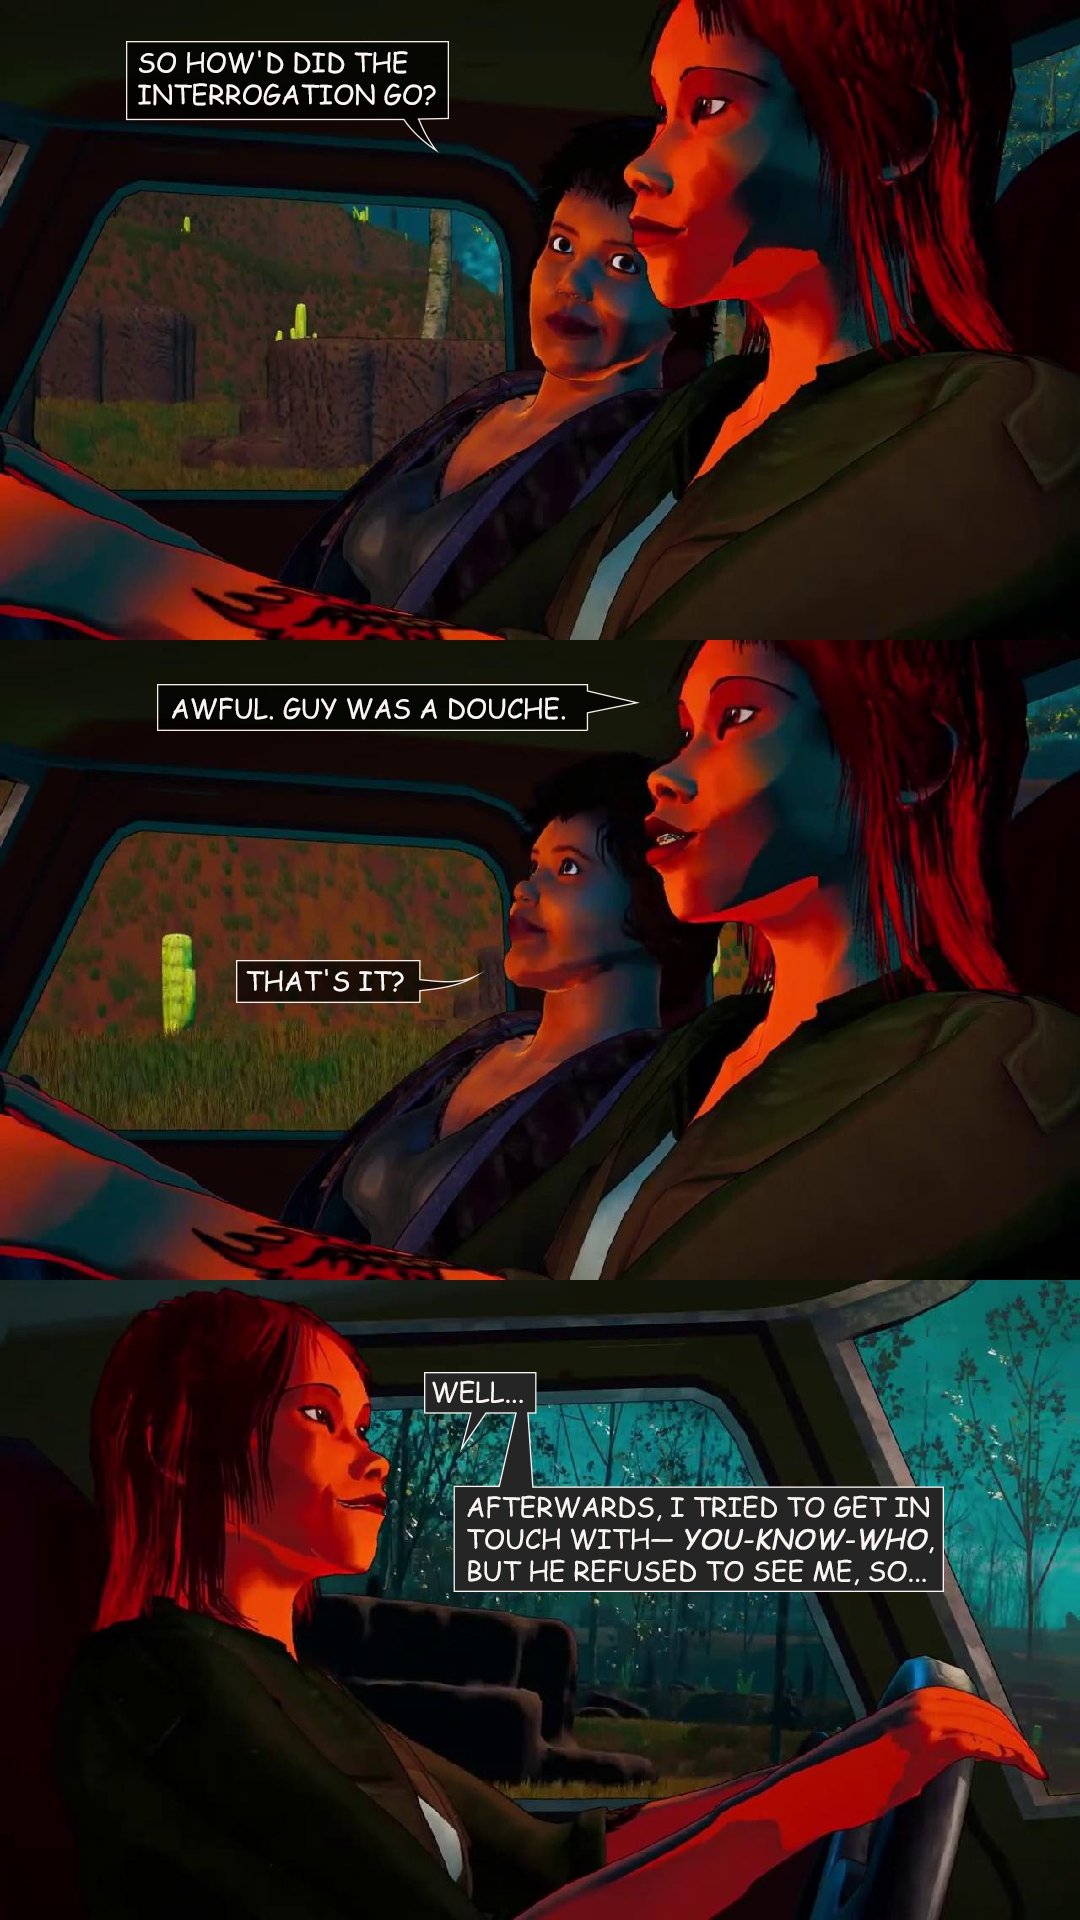 SO HOW'D DID THE
INTERROGATION GO?
AWFUL. GUY WAS A DOUCHE.
THAT'S IT?
WELL...
AFTERWARDS, I TRIED TO GET IN
TOUCH WITH— YOU-KNOW-WHO,
BUT HE REFUSED TO SEE ME, SO...